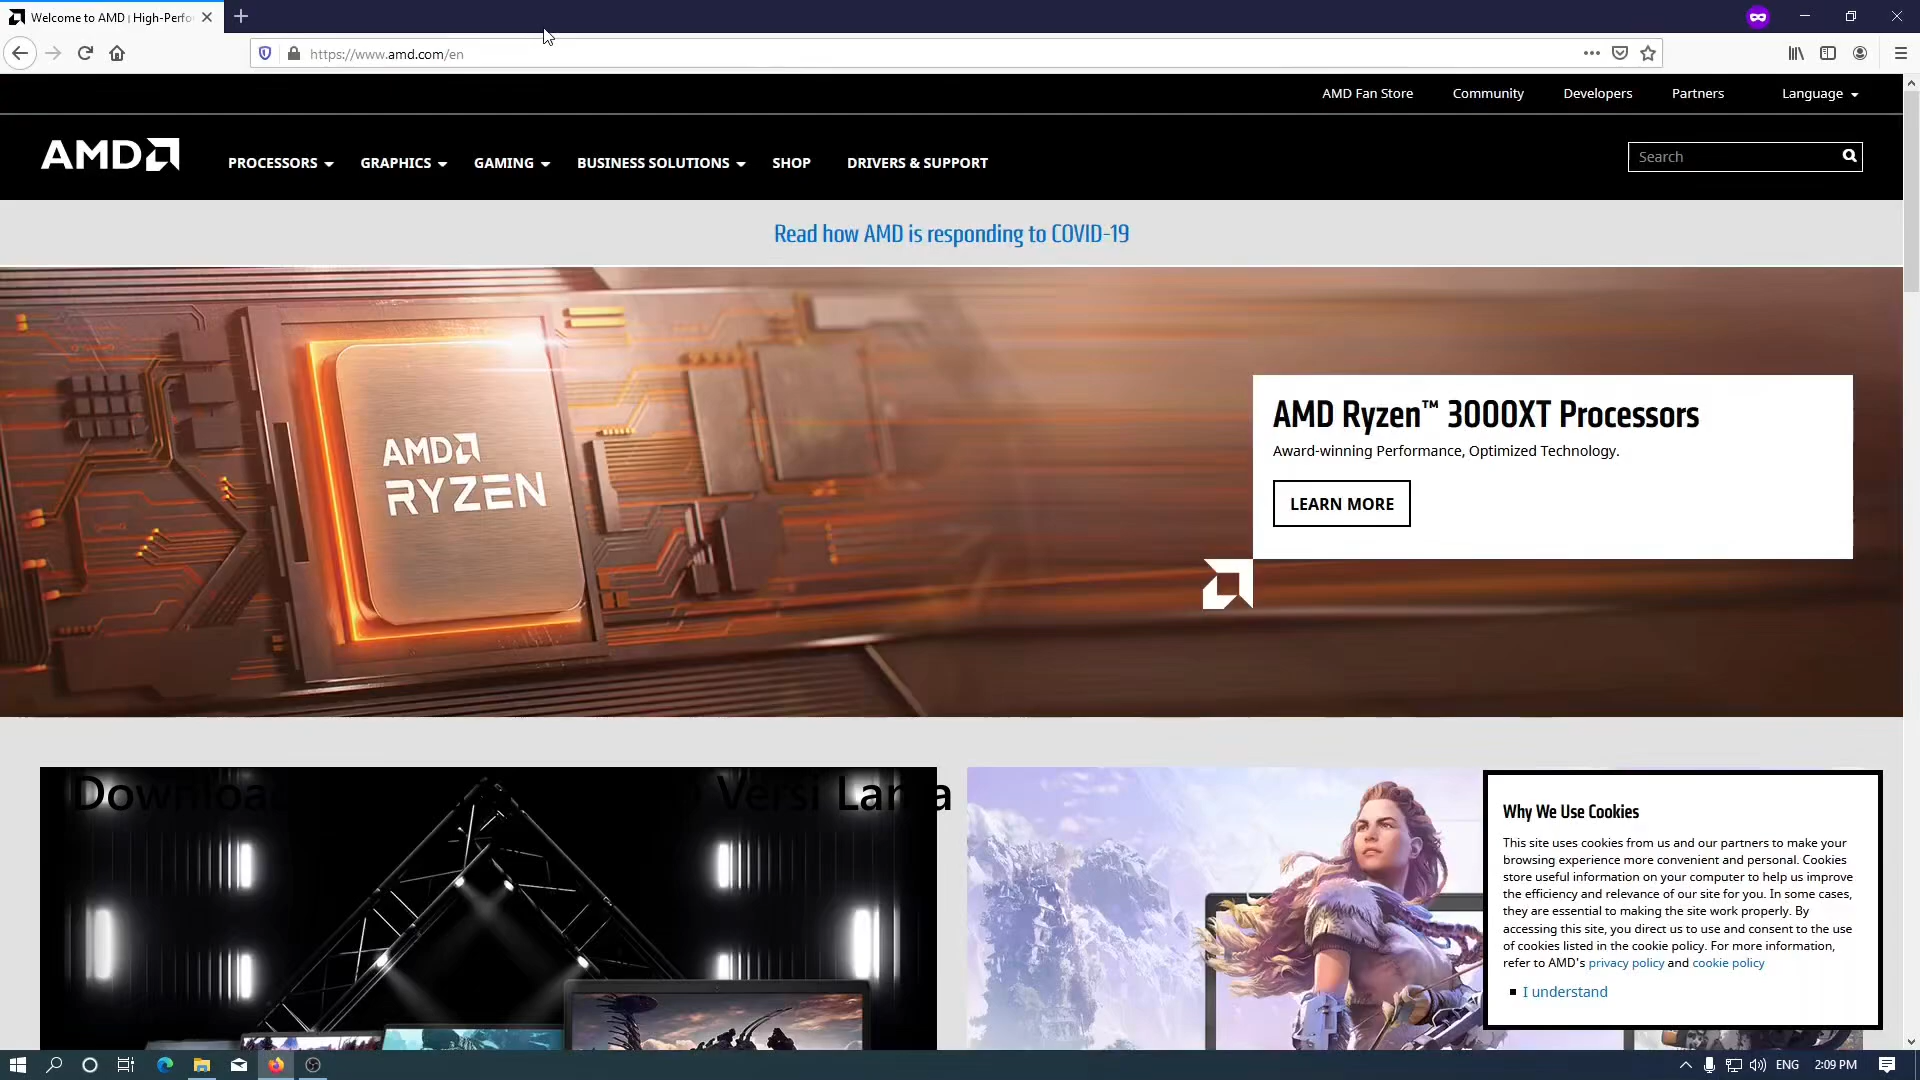 Welcome to AMD | High-Perfo
https://www.amd.com/en
AMD Fan Store
Community
Developers
Partners
Language
AMD
PROCESSORS
GRAPHICS
GAMING
BUSINESS SOLUTIONS
SHOP
DRIVERS & SUPPORT
Search
Read how AMD is responding to COVID-19
AMD
RYZEN
AMD Ryzen™ 3000XT Processors
Award-winning Performance, Optimized Technology.
LEARN MORE
Download
Versi Lama
Why We Use Cookies
This site uses cookies from us and our partners to make your
browsing experience more convenient and personal. Cookies
store useful information on your computer to help us improve
the efficiency and relevance of our site for you. In some cases,
they are essential to making the site work properly. By
accessing this site, you direct us to use and consent to the use
of cookies listed in the cookie policy. For more information,
refer to AMD's privacy policy and cookie policy
I understand
ENG
2:09 PM